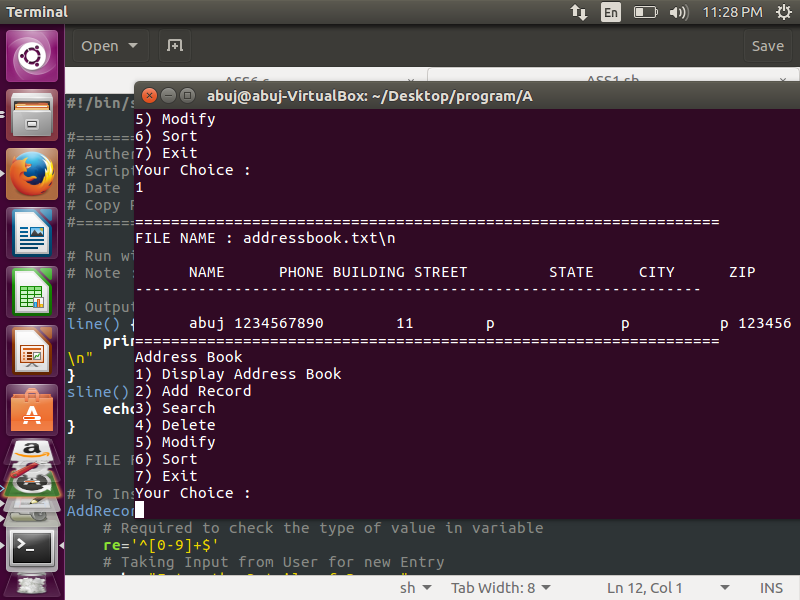 Terminal
En
11:28 PM
Open
Save
ASS6.c
ASS1.sh
abuj@abuj-VirtualBox: ~/Desktop/program/A
#!/bin/s
#=======
# Auther
# Script
# Date
# Copy R
#=======
# Run wi
# Note :
# Output
line() {
prin
\n"
}
sline()
echo
}
# FILE
# To Ins
AddRecor
# Required to check the type of value in variable
re='^[0-9]+$'
# Taking Input from User for new Entry
5) Modify
6) Sort
7) Exit
Your Choice :
1
=================================================================
FILE NAME : addressbook.txt\n
NAME PHONE BUILDING STREET STATE CITY ZIP
---------------------------------------------------------------
abuj 1234567890 11 p p p 123456
=================================================================
Address Book
1) Display Address Book
2) Add Record
3) Search
4) Delete
5) Modify
6) Sort
7) Exit
Your Choice :
sh
Tab Width: 8
Ln 12, Col 1
INS